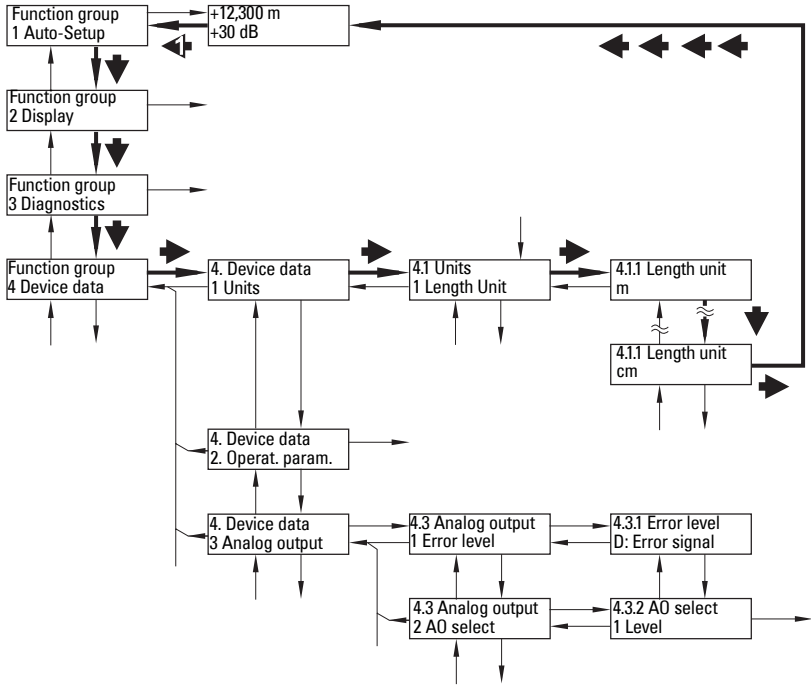 Function group
1 Auto-Setup
+12,300 m
+30 dB
Function group
2 Display
Function group
3 Diagnostics
Function group
4 Device data
4. Device data
1 Units
4.1 Units
1 Length Unit
4.1.1 Length unit
m
4.1.1 Length unit
cm
4. Device data
2. Operat. param.
4. Device data
3 Analog output
4.3 Analog output
1 Error level
4.3.1 Error level
D: Error signal
4.3 Analog output
2 AO select
4.3.2 AO select
1 Level